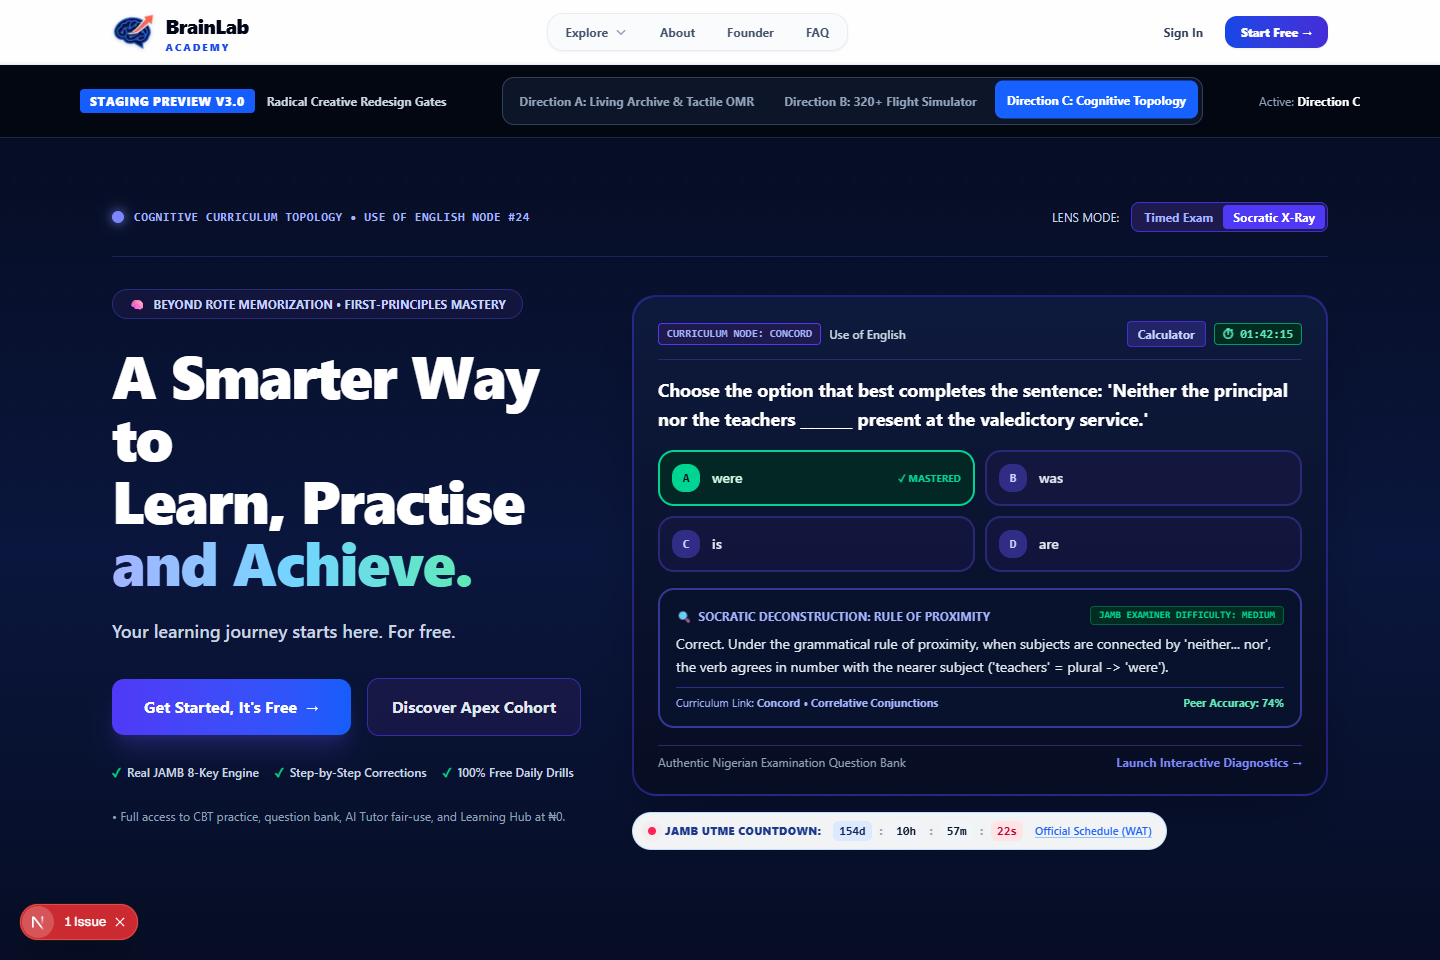 BrainLab
ACADEMY
Explore
About
Founder
FAQ
Sign In
Start Free →
STAGING PREVIEW V3.0
Radical Creative Redesign Gates
Direction A: Living Archive & Tactile OMR
Direction B: 320+ Flight Simulator
Direction C: Cognitive Topology
Active: Direction C
COGNITIVE CURRICULUM TOPOLOGY • USE OF ENGLISH NODE #24
LENS MODE:
Timed Exam
Socratic X-Ray
BEYOND ROTE MEMORIZATION • FIRST-PRINCIPLES MASTERY
A Smarter Way
to
Learn, Practise
and Achieve.
Your learning journey starts here. For free.
Get Started, It's Free →
Discover Apex Cohort
✓ Real JAMB 8-Key Engine
✓ Step-by-Step Corrections
✓ 100% Free Daily Drills
• Full access to CBT practice, question bank, AI Tutor fair-use, and Learning Hub at ₦0.
CURRICULUM NODE: CONCORD
Use of English
Calculator
⏱ 01:42:15
Choose the option that best completes the sentence: 'Neither the principal
nor the teachers ______ present at the valedictory service.'
A were ✓ MASTERED
B was
C is
D are
SOCRATIC DECONSTRUCTION: RULE OF PROXIMITY
JAMB EXAMINER DIFFICULTY: MEDIUM
Correct. Under the grammatical rule of proximity, when subjects are connected by 'neither... nor',
the verb agrees in number with the nearer subject ('teachers' = plural -> 'were').
Curriculum Link: Concord • Correlative Conjunctions
Peer Accuracy: 74%
Authentic Nigerian Examination Question Bank
Launch Interactive Diagnostics →
JAMB UTME COUNTDOWN: 154d : 10h : 57m : 22s Official Schedule (WAT)
N 1 Issue ×